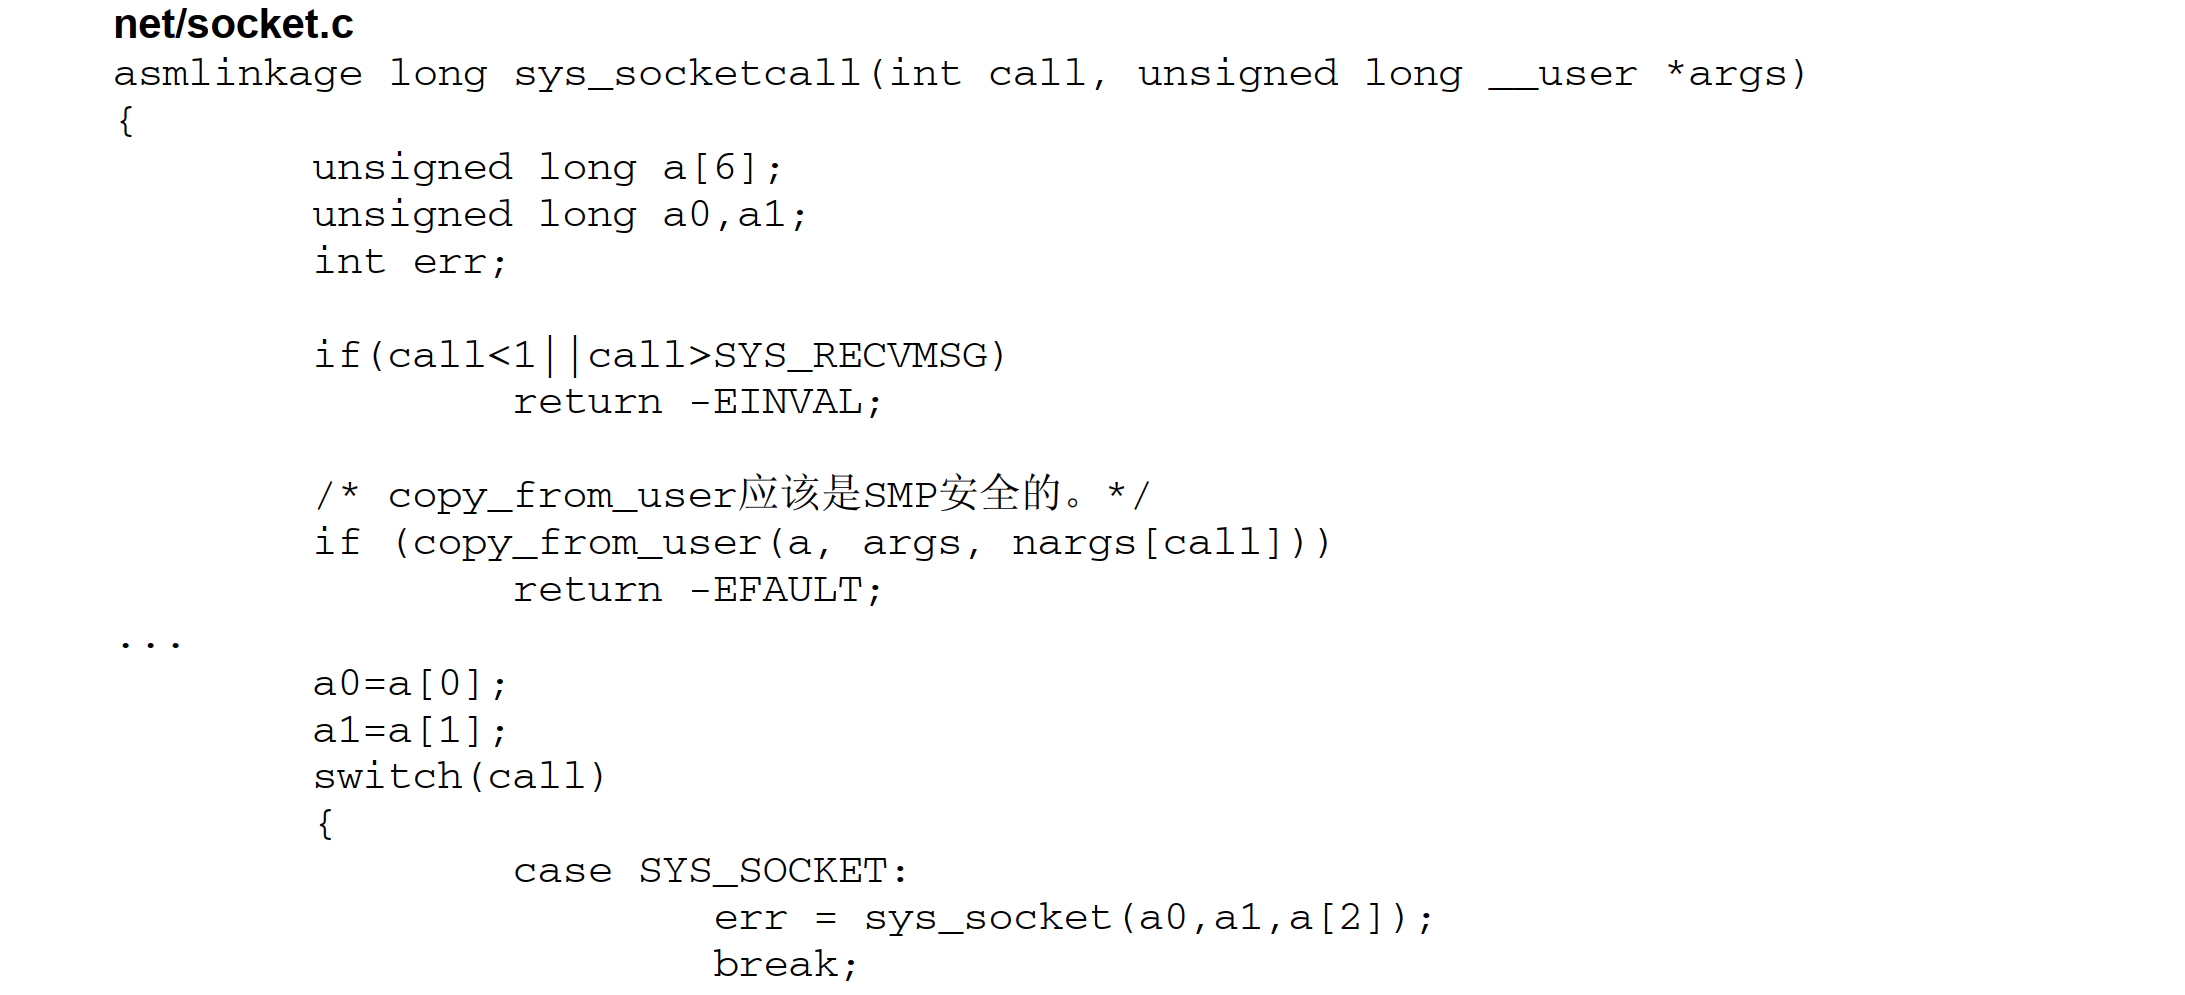 net/socket.c
asmlinkage long sys_socketcall(int call, unsigned long __user *args)
{
unsigned long a[6];
unsigned long a0,a1;
int err;
if(call<1||call>SYS_RECVMSG)
return -EINVAL;
/* copy_from_user应该是SMP安全的。*/
if (copy_from_user(a, args, nargs[call]))
return -EFAULT;
...
a0=a[0];
a1=a[1];
switch(call)
{
case SYS_SOCKET:
err = sys_socket(a0,a1,a[2]);
break;